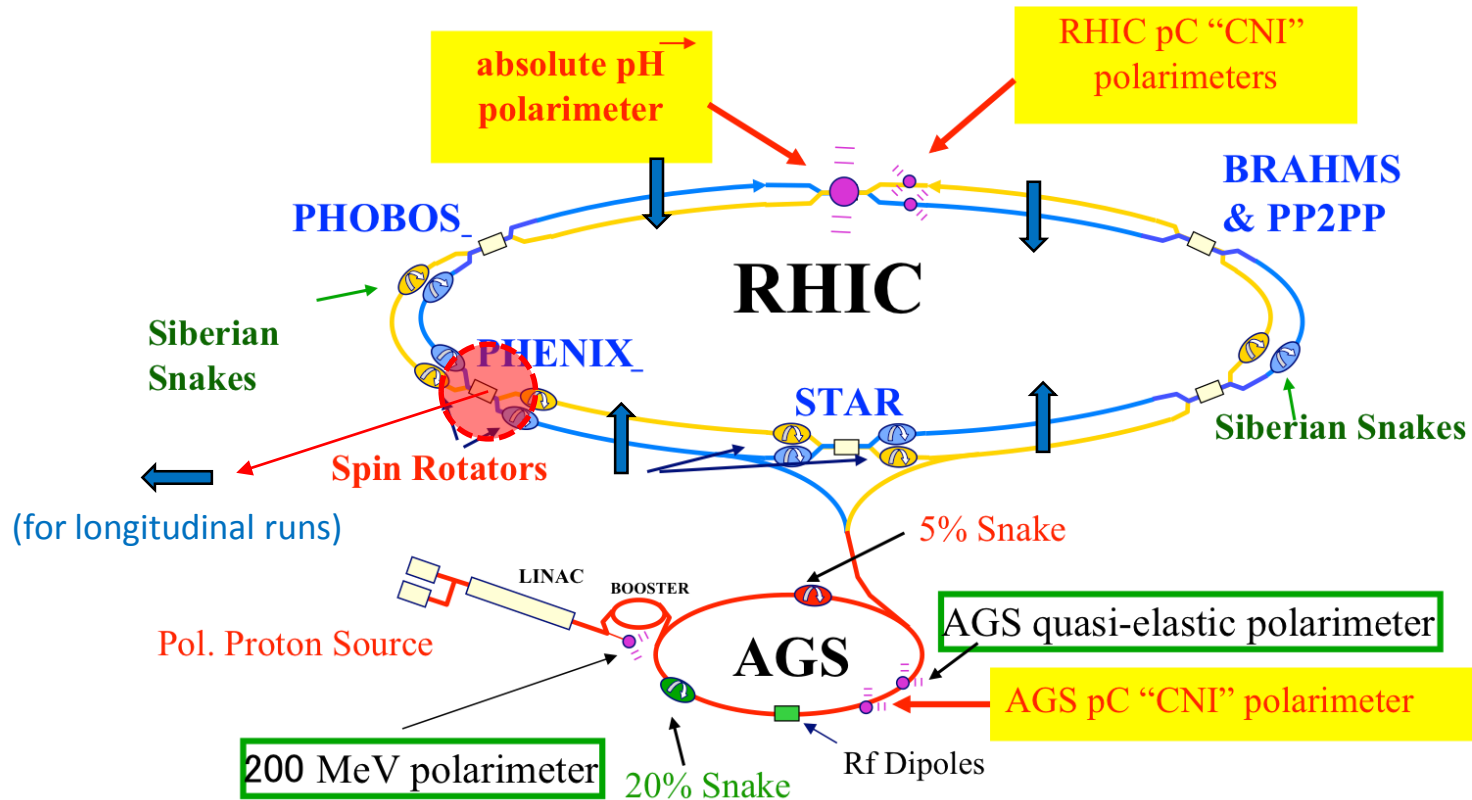 absolute pH
polarimeter
RHIC pC “CNI”
polarimeters
BRAHMS
& PP2PP
PHOBOS_
RHIC
Siberian
Snakes
PHENIX_
STAR
Siberian Snakes
Spin Rotators
(for longitudinal runs)
5% Snake
LINAC
BOOSTER
AGS quasi-elastic polarimeter
Pol. Proton Source
AGS
AGS pC “CNI” polarimeter
200 MeV polarimeter
Rf Dipoles
20% Snake